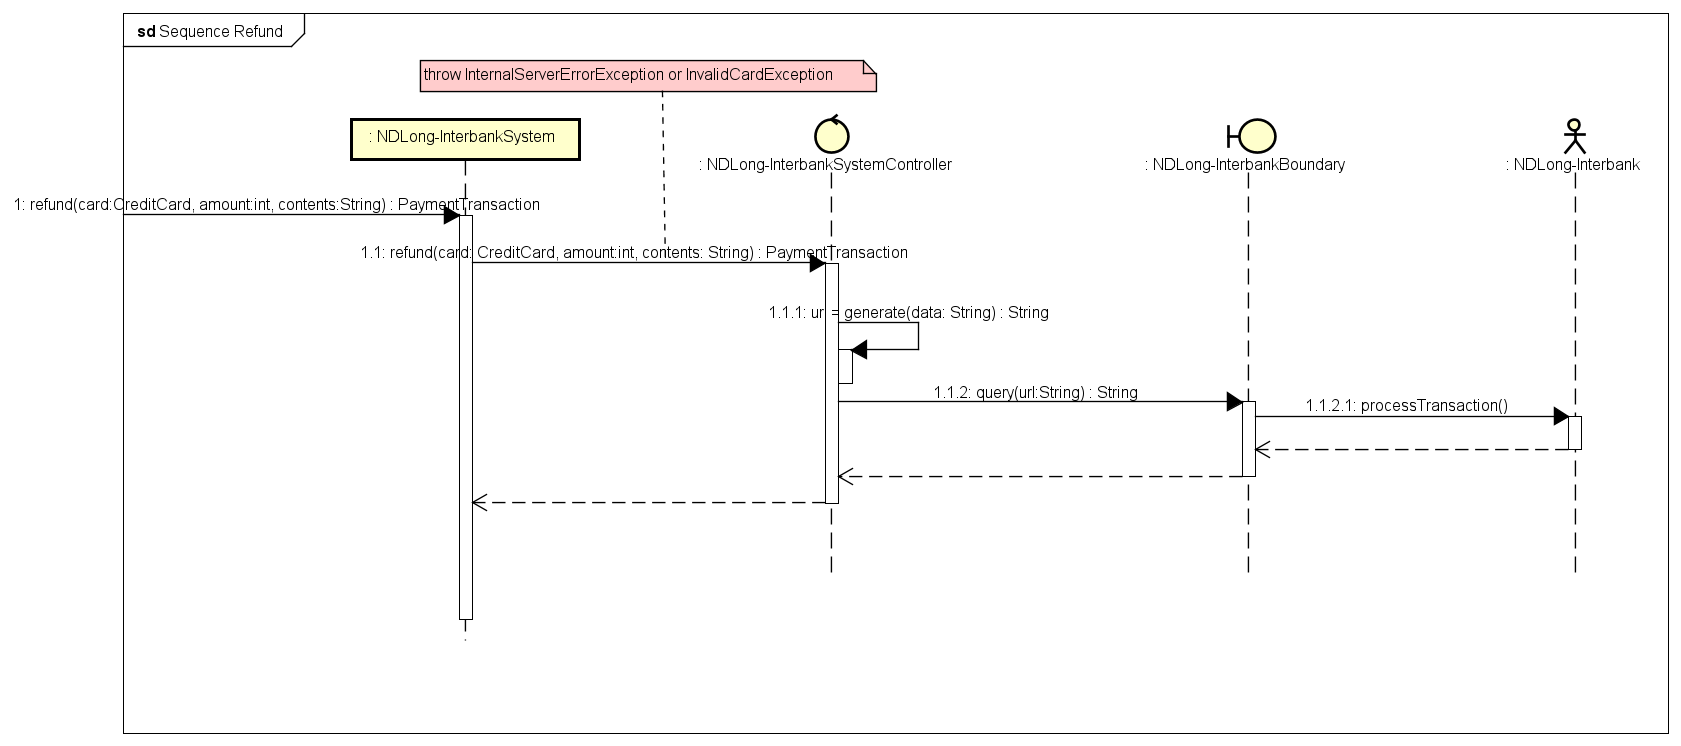 sd Sequence Refund
throw InternalServerErrorException or InvalidCardException
: NDLong-InterbankSystem
: NDLong-InterbankSystemController
: NDLong-InterbankBoundary
: NDLong-Interbank
1: refund(card:CreditCard, amount:int, contents:String) : PaymentTransaction
1.1: refund(card: CreditCard, amount:int, contents: String) : PaymentTransaction
1.1.1: url = generate(data: String) : String
1.1.2: query(url:String) : String
1.1.2.1: processTransaction()